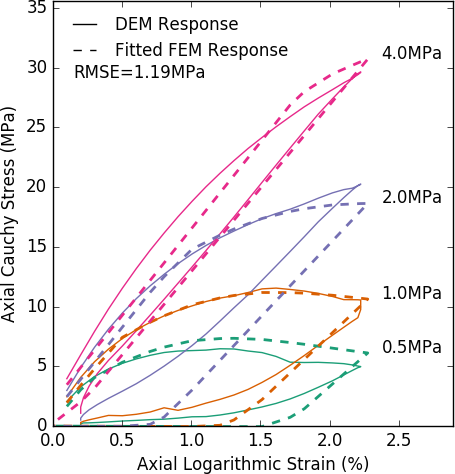 35
DEM Response
Fitted FEM Response
RMSE=1.19MPa
4.0MPa
30
25
20
2.0MPa
15
10
1.0MPa
5
0.5MPa
0
0.0 0.5 1.0 1.5 2.0 2.5
Axial Logarithmic Strain (%)
Axial Cauchy Stress (MPa)